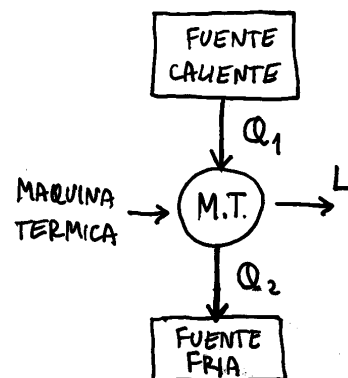 FUENTE
CALIENTE
Q1
MAQUINA
TERMICA
M.T.
L
Q2
FUENTE
FRIA